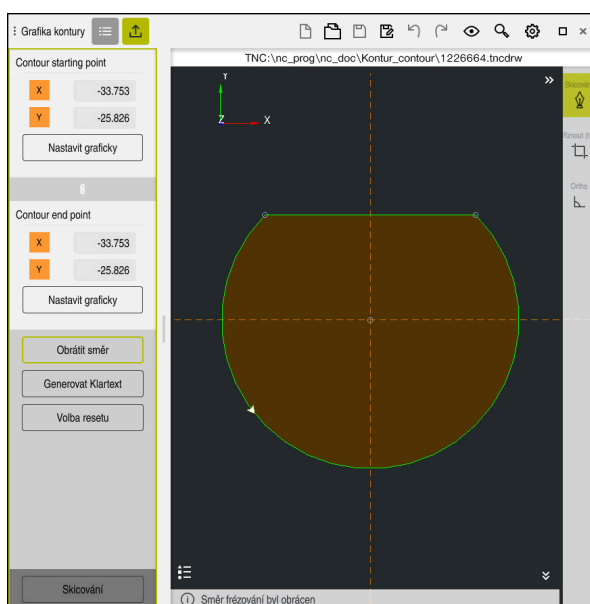 Grafika kontury
TNC:\nc_prog\nc_doc\Kontur_contour\1226664.tncdrw
Contour starting point
X -33.753
Y -25.826
Nastavit graficky
Contour end point
X -33.753
Y -25.826
Nastavit graficky
Obrátit směr
Generovat Klartext
Volba resetu
Skicování
Y
Z X
Směr frézování byl obrácen
Skicován
Ortho